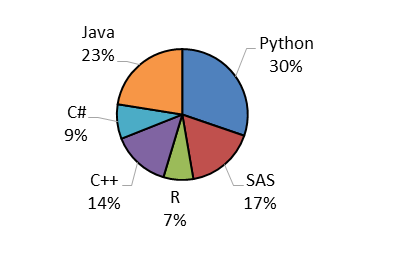 Java
23%
Python
30%
C#
9%
C++
14%
R
7%
SAS
17%